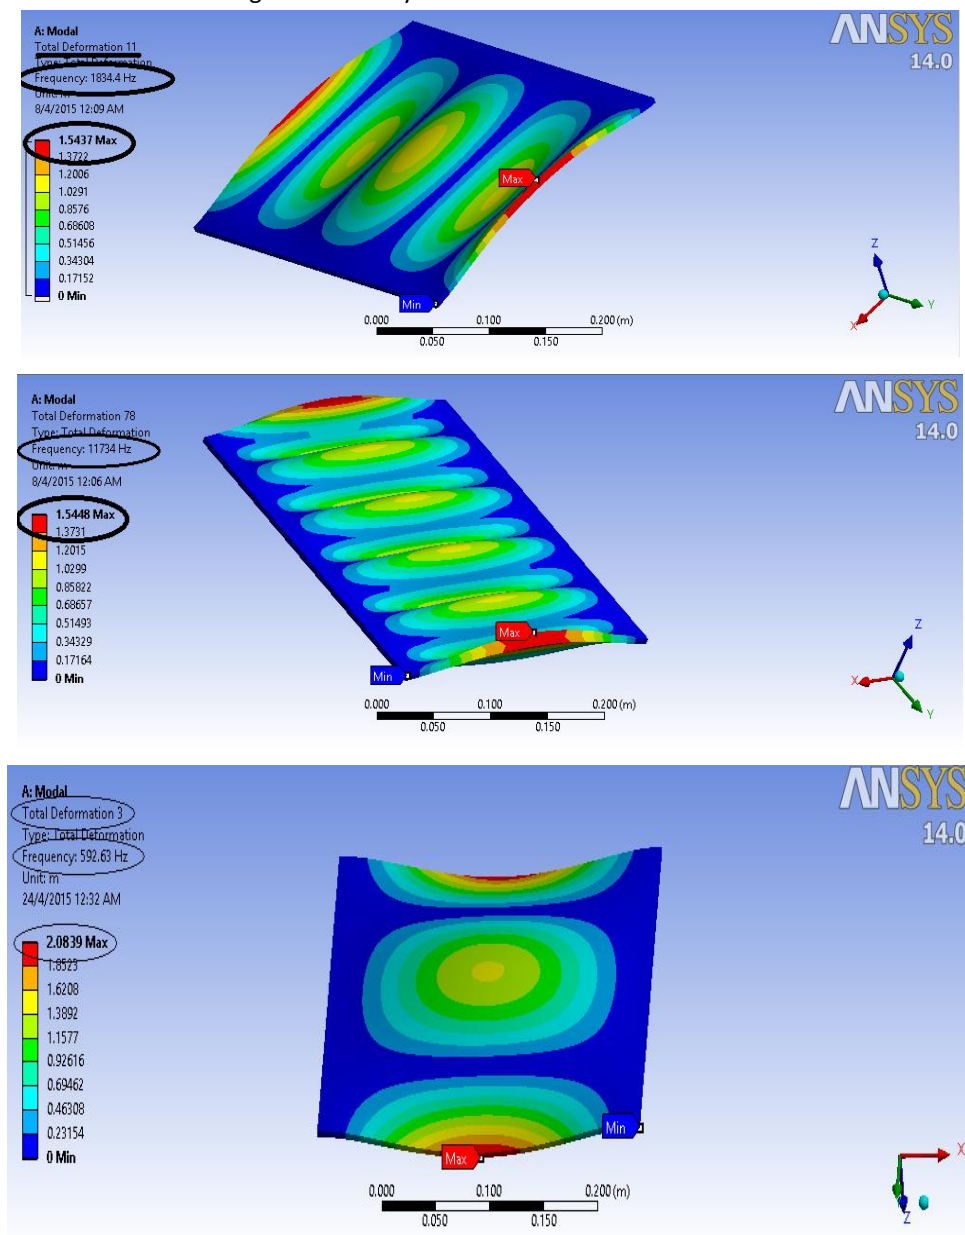 A: Modal
Total Deformation 11
Type: Total Deformation
Frequency: 1834.4 Hz
8/4/2015 12:09 AM
1.5437 Max
1.3722
1.2006
1.0291
0.8576
0.68608
0.51456
0.34304
0.17152
0 Min
ANSYS
14.0
Max
Min
0.000 0.100 0.200 (m)
0.050 0.150
Z
Y
X
A: Modal
Total Deformation 78
Type: Total Deformation
Frequency: 11734 Hz
8/4/2015 12:06 AM
1.5448 Max
1.3731
1.2015
1.0299
0.85822
0.68657
0.51493
0.34329
0.17164
0 Min
ANSYS
14.0
Max
Min
0.000 0.100 0.200 (m)
0.050 0.150
Z
X
Y
A: Modal
Total Deformation 3
Type: Total Deformation
Frequency: 592.63 Hz
Unit: m
24/4/2015 12:32 AM
2.0839 Max
1.8523
1.6208
1.3892
1.1577
0.92616
0.69462
0.46308
0.23154
0 Min
ANSYS
14.0
Min
Max
0.000 0.100 0.200 (m)
0.050 0.150
X
Z